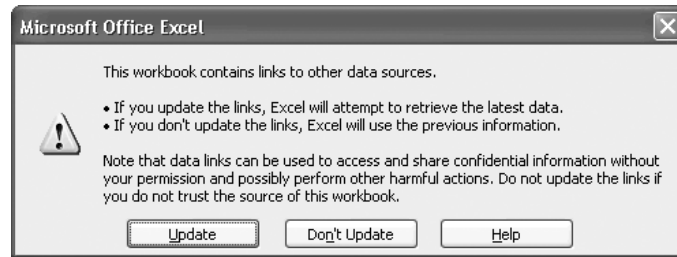 Microsoft Office Excel
This workbook contains links to other data sources.
• If you update the links, Excel will attempt to retrieve the latest data.
• If you don't update the links, Excel will use the previous information.
Note that data links can be used to access and share confidential information without
your permission and possibly perform other harmful actions. Do not update the links if
you do not trust the source of this workbook.
Update Don't Update Help